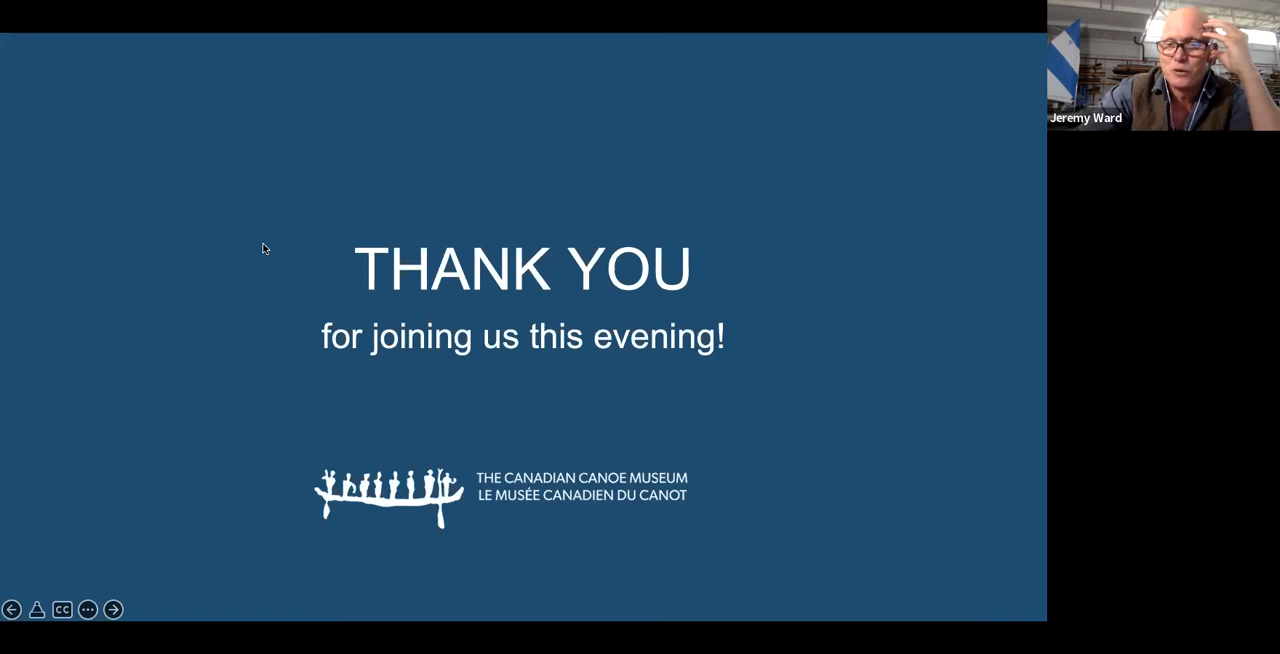 THANK YOU
for joining us this evening!
THE CANADIAN CANOE MUSEUM
LE MUSÉE CANADIEN DU CANOT
Jeremy Ward
CC